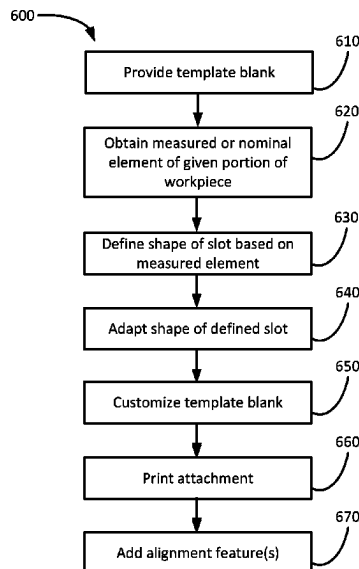 600
610
Provide template blank
620
Obtain measured or nominal
element of given portion of
workpiece
630
Define shape of slot based on
measured element
640
Adapt shape of defined slot
650
Customize template blank
660
Print attachment
670
Add alignment feature(s)